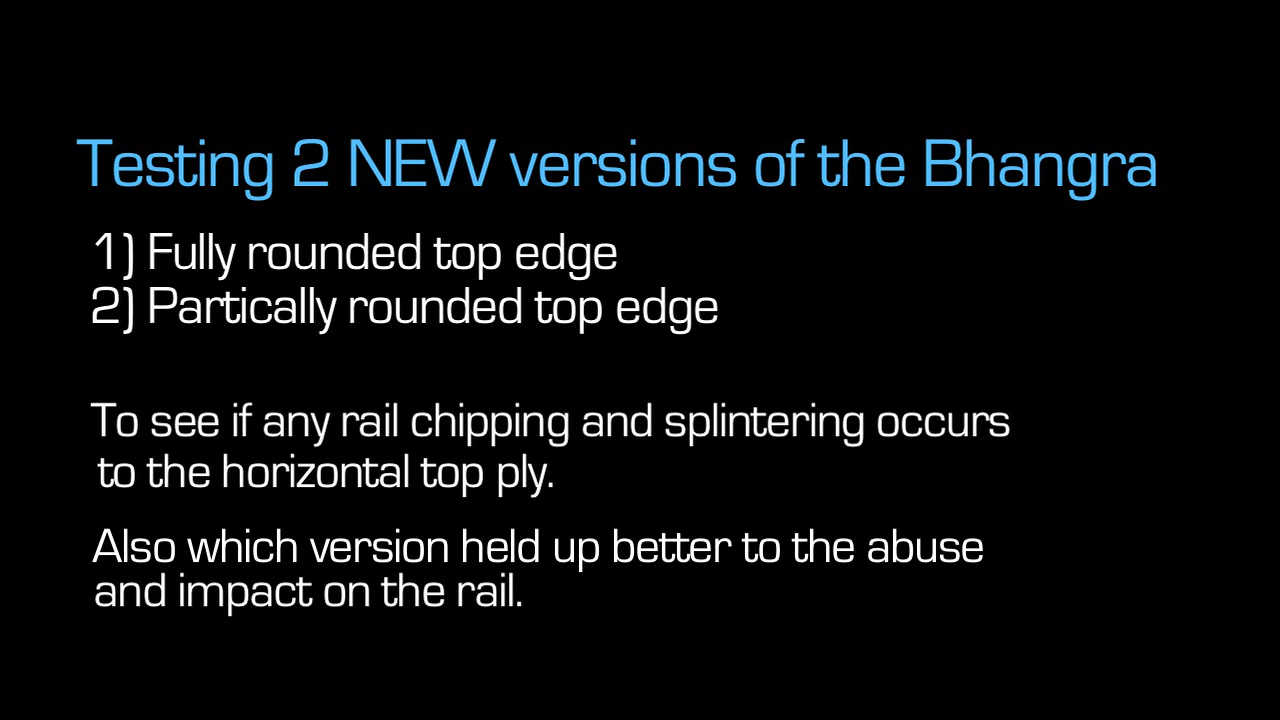 Testing 2 NEW versions of the Bhangra
1) Fully rounded top edge
2) Partically rounded top edge
To see if any rail chipping and splintering occurs
to the horizontal top ply.
Also which version held up better to the abuse
and impact on the rail.